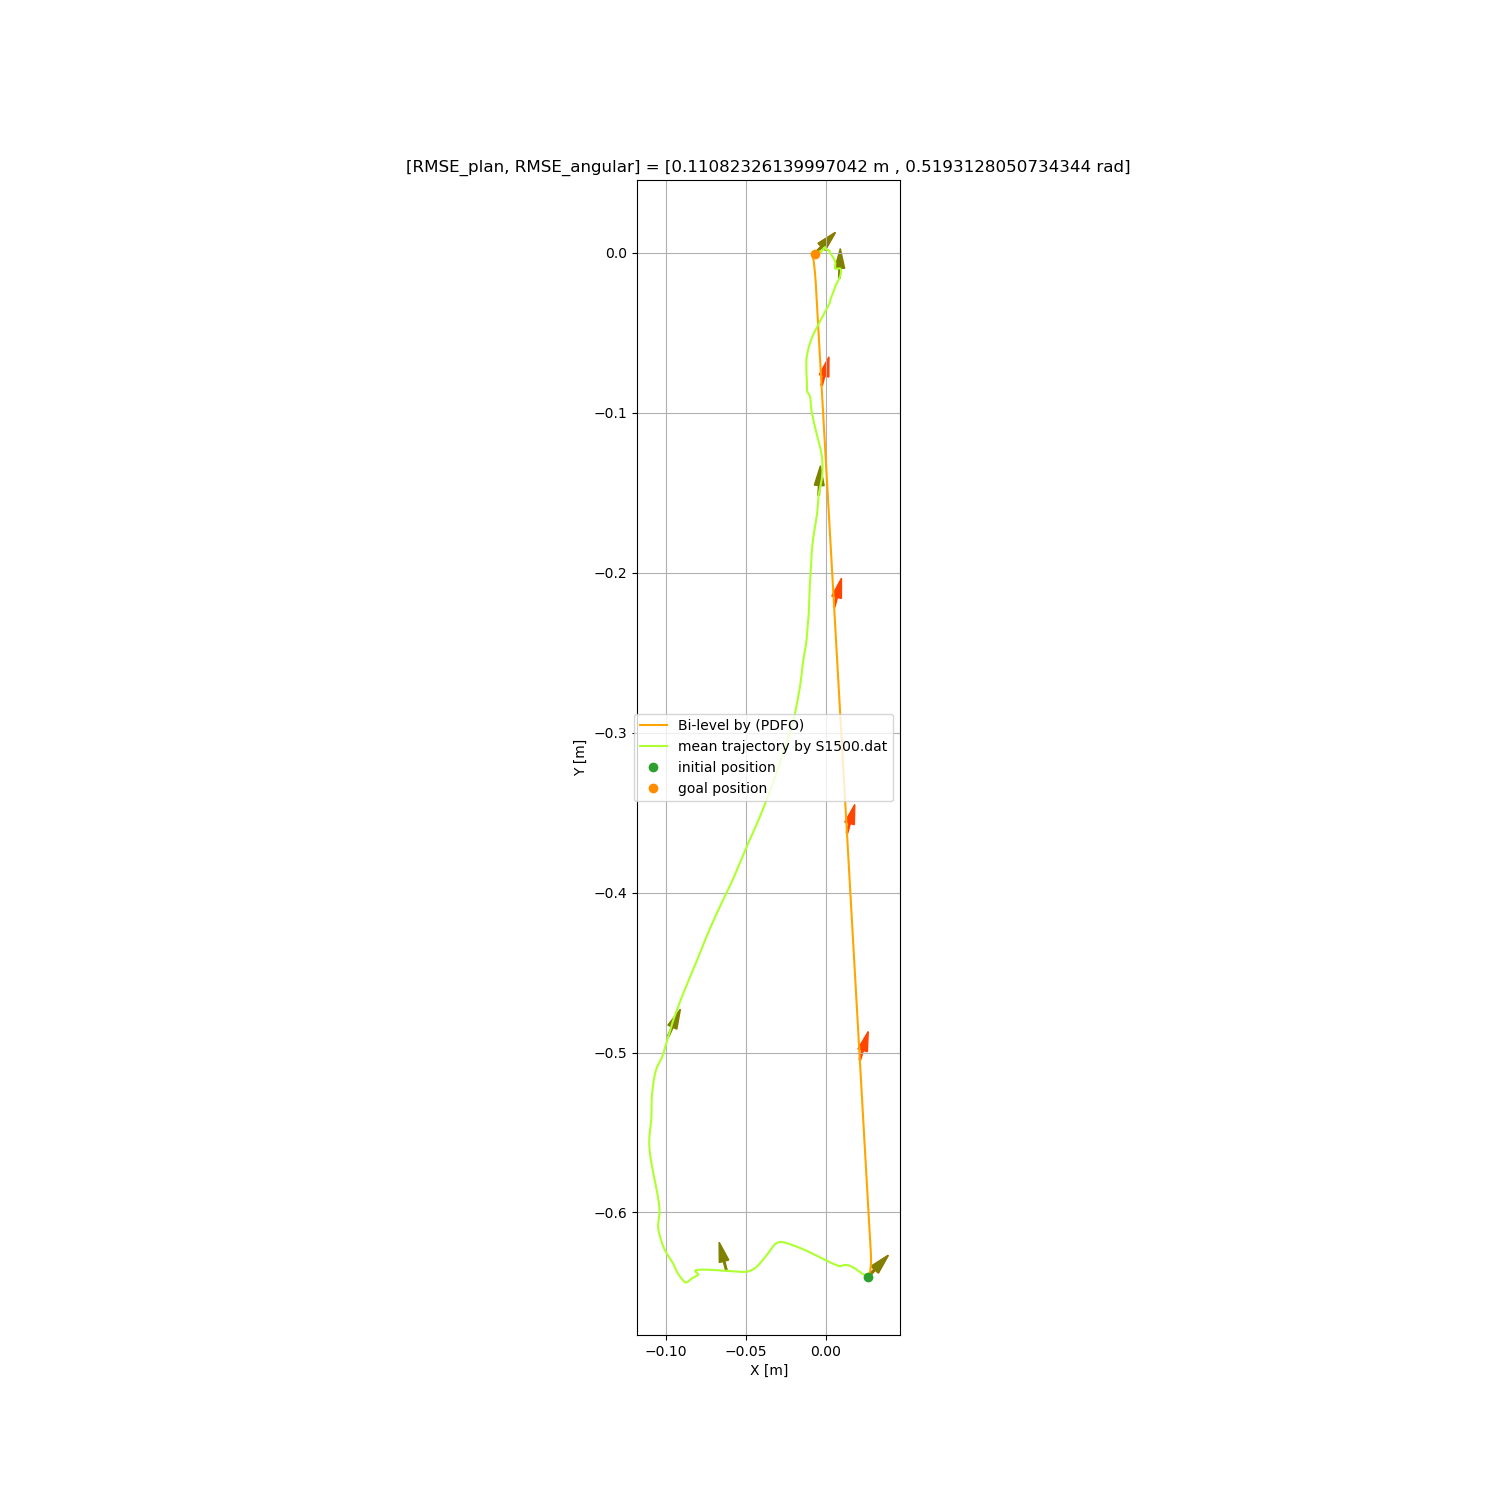 [RMSE_plan, RMSE_angular] = [0.11082326139997042 m , 0.5193128050734344 rad]
0.0
−0.1
−0.2
−0.3
−0.4
−0.5
−0.6
Y [m]
Bi-level by (PDFO)
mean trajectory by S1500.dat
initial position
goal position
−0.10
−0.05
0.00
X [m]